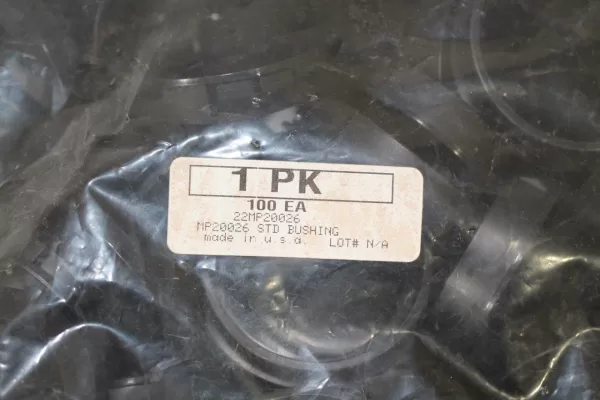 1 PK
100 EA
22MP20026
MP20026 STD BUSHING
made in u.s.a. LOT# N/A